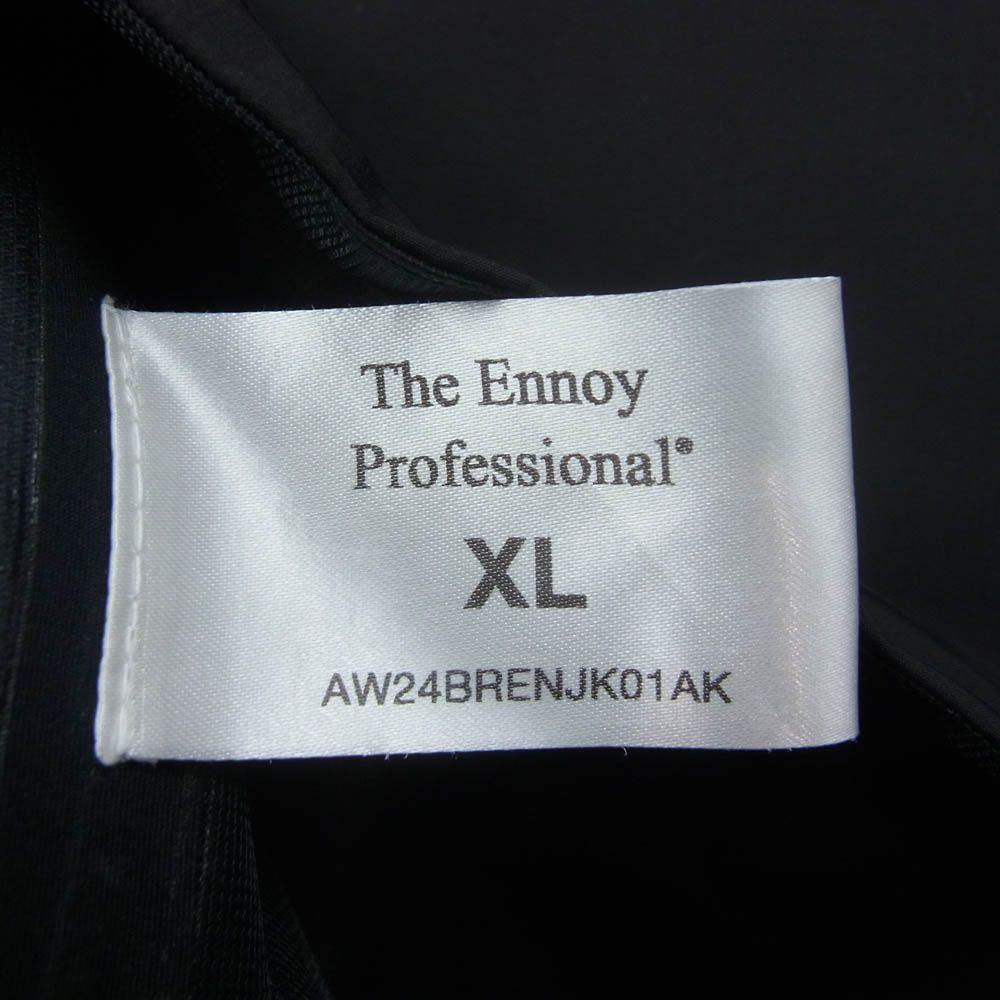 The Ennoy
Professional®
XL
AW24BRENJK01AK